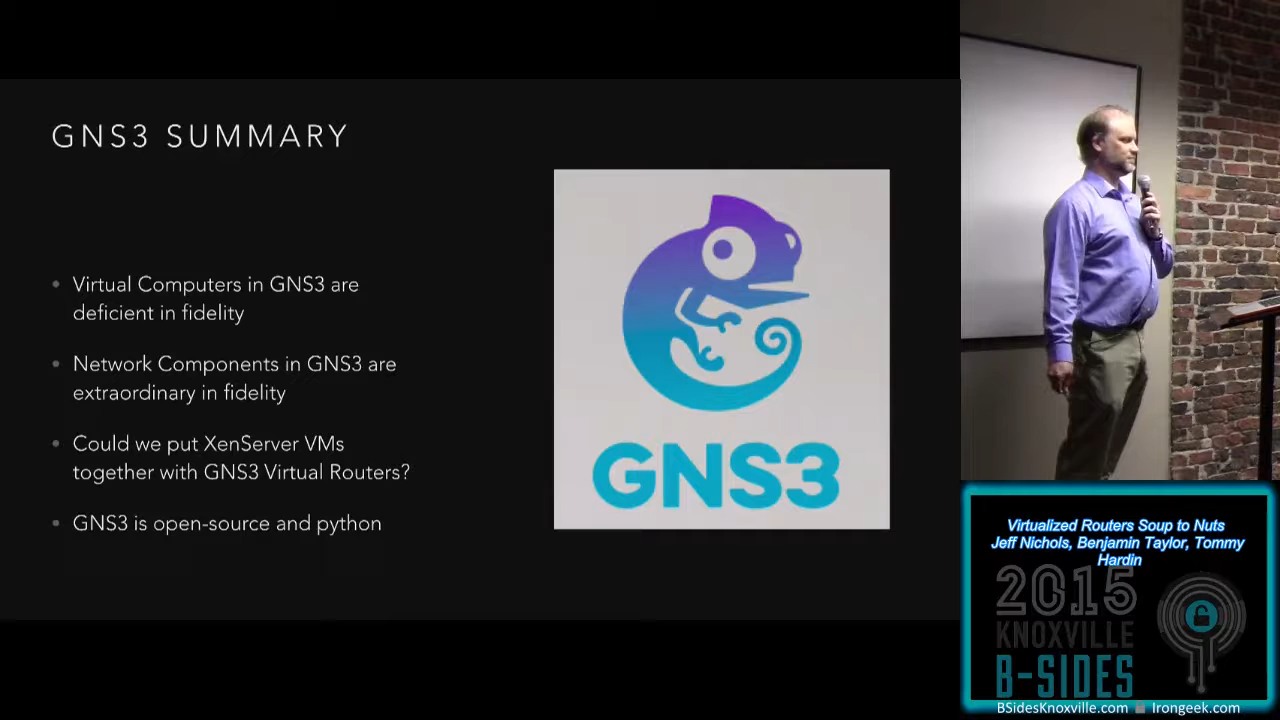 GNS3 SUMMARY
Virtual Computers in GNS3 are
deficient in fidelity
Network Components in GNS3 are
extraordinary in fidelity
Could we put XenServer VMs
together with GNS3 Virtual Routers?
GNS3 is open-source and python
GNS3
Virtualized Routers Soup to Nuts
Jeff Nichols, Benjamin Taylor, Tommy
Hardin
2015
KNOXVILLE
B-SIDES
BSidesKnoxville.com
Irongeek.com